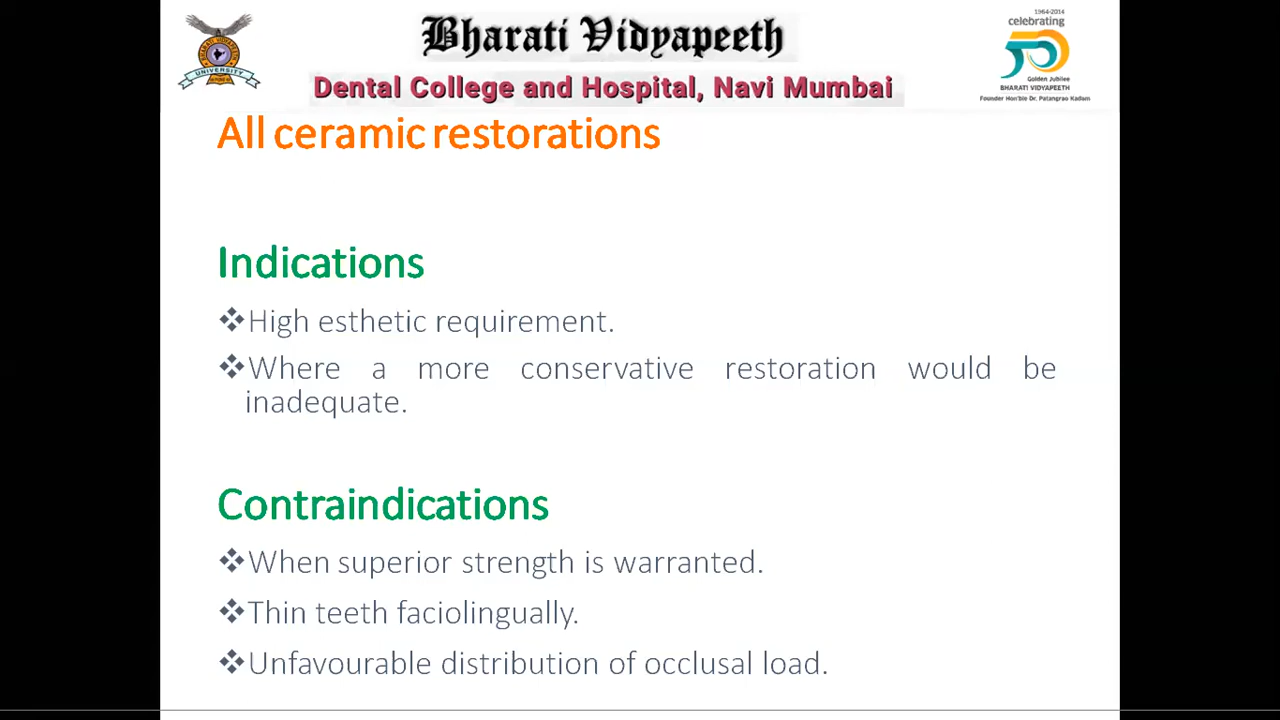 Bharati Vidyapeeth
Dental College and Hospital, Navi Mumbai
1964-2014
celebrating
50
Golden Jubilee
BHARATI VIDYAPEETH
Founder Hon'ble Dr. Patangrao Kadam
UNIVERSITY
All ceramic restorations
Indications
❖High esthetic requirement.
❖Where a more conservative restoration would be
inadequate.
Contraindications
❖When superior strength is warranted.
❖Thin teeth faciolingually.
❖Unfavourable distribution of occlusal load.